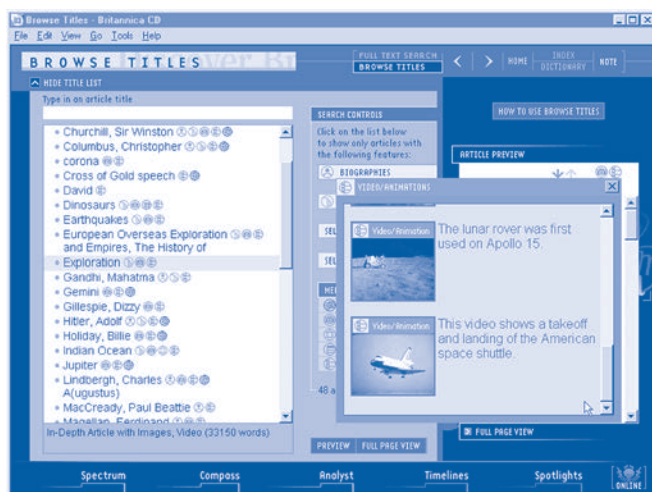 Browse Titles - Britannica CD
File Edit View Go Tools Help
BROWSE TITLES
FULL TEXT SEARCH
BROWSE TITLES
HOME
INDEX
DICTIONARY
NOTE
HIDE TITLE LIST
Type in an article title
Churchill, Sir Winston
Columbus, Christopher
corona
Cross of Gold speech
David
Dinosaurs
Earthquakes
European Overseas Exploration
and Empires, The History of
Exploration
Gandhi, Mahatma
Gemini
Gillespie, Dizzy
Hitler, Adolf
Holiday, Billie
Indian Ocean
Jupiter
Lindbergh, Charles
A(ugustus)
MacCready, Paul Beattie
Magellan, Ferdinand
In-Depth Article with Images, Video (33150 words)
SEARCH CONTROLS
Click on the list below
to show only articles with
the following features:
BIOGRAPHIES
SEL
SEL
MER
48 a
PREVIEW
FULL PAGE VIEW
HOW TO USE BROWSE TITLES
ARTICLE PREVIEW
VIDEO/ANIMATIONS
Video/Animation
The lunar rover was first
used on Apollo 15.
Video/Animation
This video shows a takeoff
and landing of the American
space shuttle.
FULL PAGE VIEW
Spectrum
Compass
Analyst
Timelines
Spotlights
ONLINE